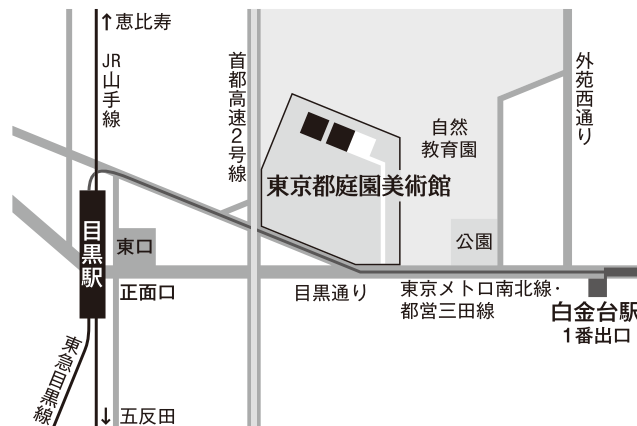 ↑恵比寿
JR山手線
首都高速2号線
外苑西通り
自然
教育園
東京都庭園美術館
目黒駅
東口
公園
正面口
目黒通り
東京メトロ南北線・
都営三田線
白金台駅
1番出口
東急目黒線
↓五反田